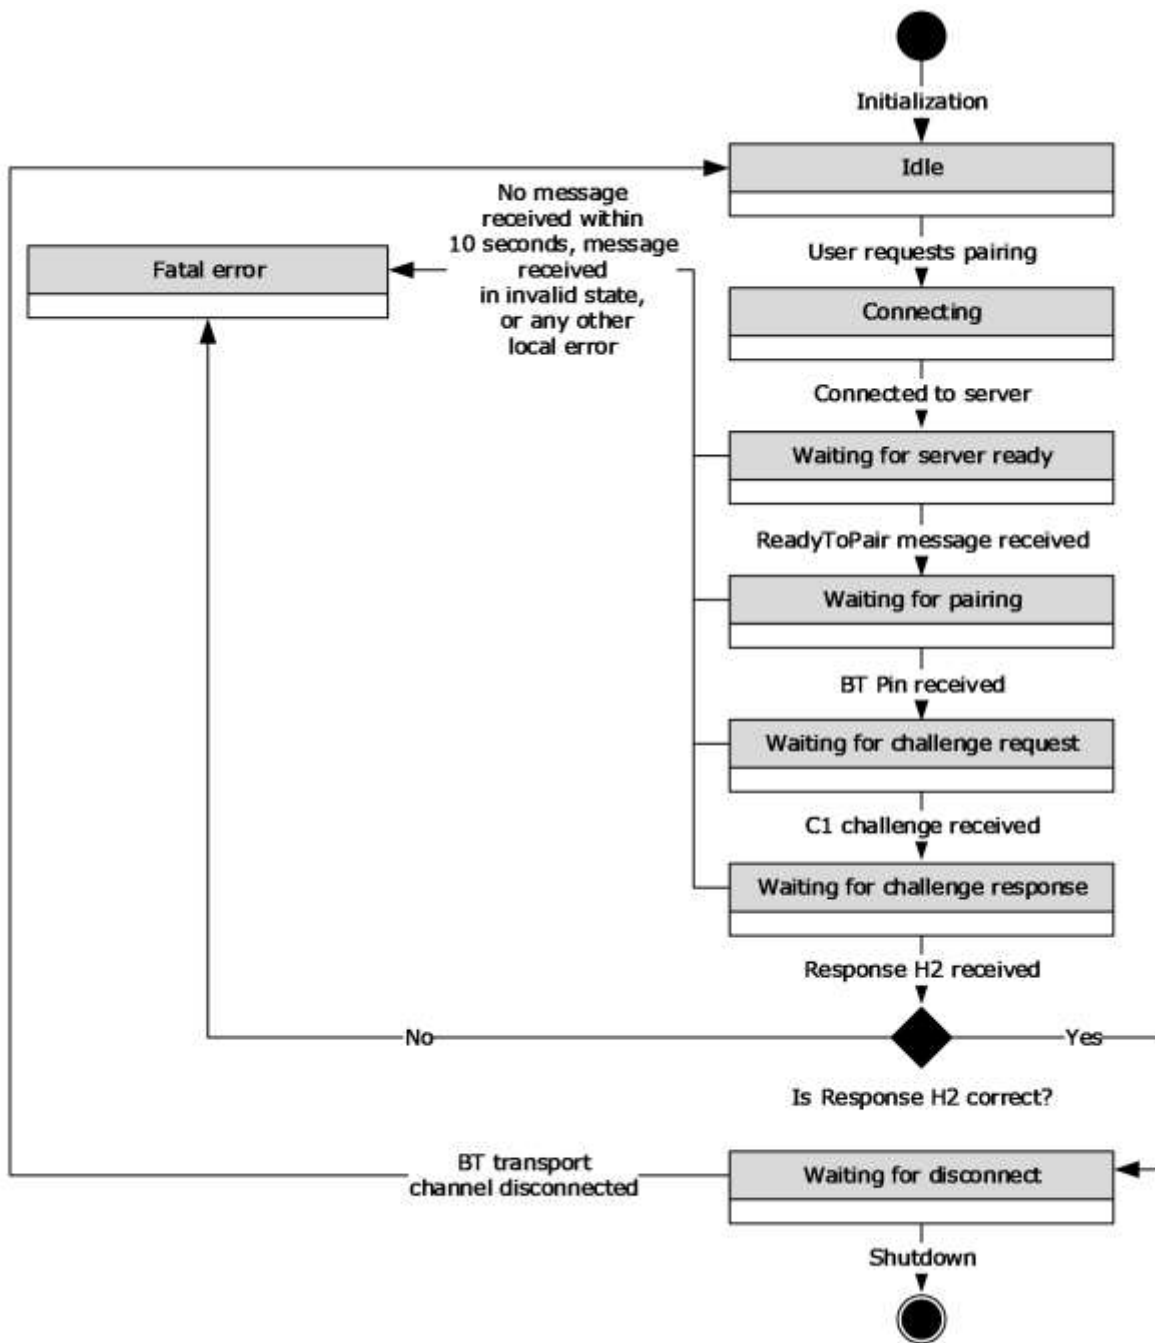 Initialization
Idle
No message
received within
10 seconds, message
received
in invalid state,
or any other
local error
User requests pairing
Fatal error
Connecting
Connected to server
Waiting for server ready
ReadyToPair message received
Waiting for pairing
BT Pin received
Waiting for challenge request
C1 challenge received
Waiting for challenge response
Response H2 received
No
Yes
Is Response H2 correct?
BT transport
channel disconnected
Waiting for disconnect
Shutdown